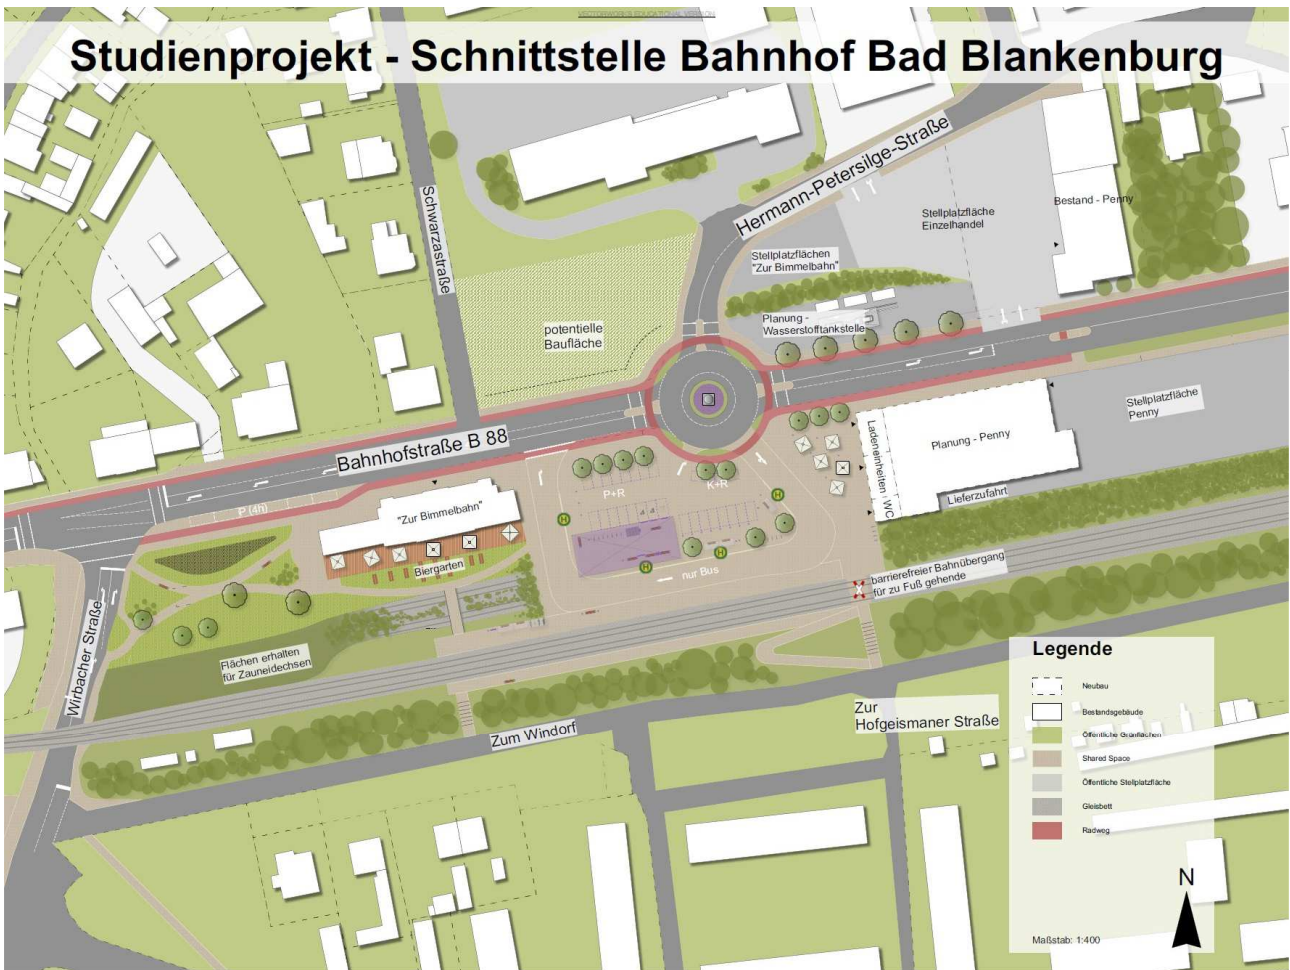 VECTORWORKS EDUCATIONAL VERSION
Studienprojekt - Schnittstelle Bahnhof Bad Blankenburg
Schwarzastraße
Hermann-Petersilge-Straße
Stellplatzfläche
Einzelhandel
Bestand - Penny
Stellplatzflächen
"Zur Bimmelbahn"
potentielle
Baufläche
Planung -
Wasserstofftankstelle
Bahnhofstraße B 88
Stellplatzfläche
Penny
Ladeneinheiten + WC
Planung - Penny
P+R
K+R
Lieferzufahrt
P (4h)
"Zur Bimmelbahn"
H
H
H
H
Biergarten
nur Bus
barrierefreier Bahnübergang
für zu Fuß gehende
Wirbacher Straße
Flächen erhalten
für Zauneidechsen
Zum Windorf
Zur
Hofgeismaner Straße
Legende
Neubau
Bestandsgebäude
Öffentliche Grünflächen
Shared Space
Öffentliche Stellplatzfläche
Gleisbett
Radweg
N
Maßstab: 1:400